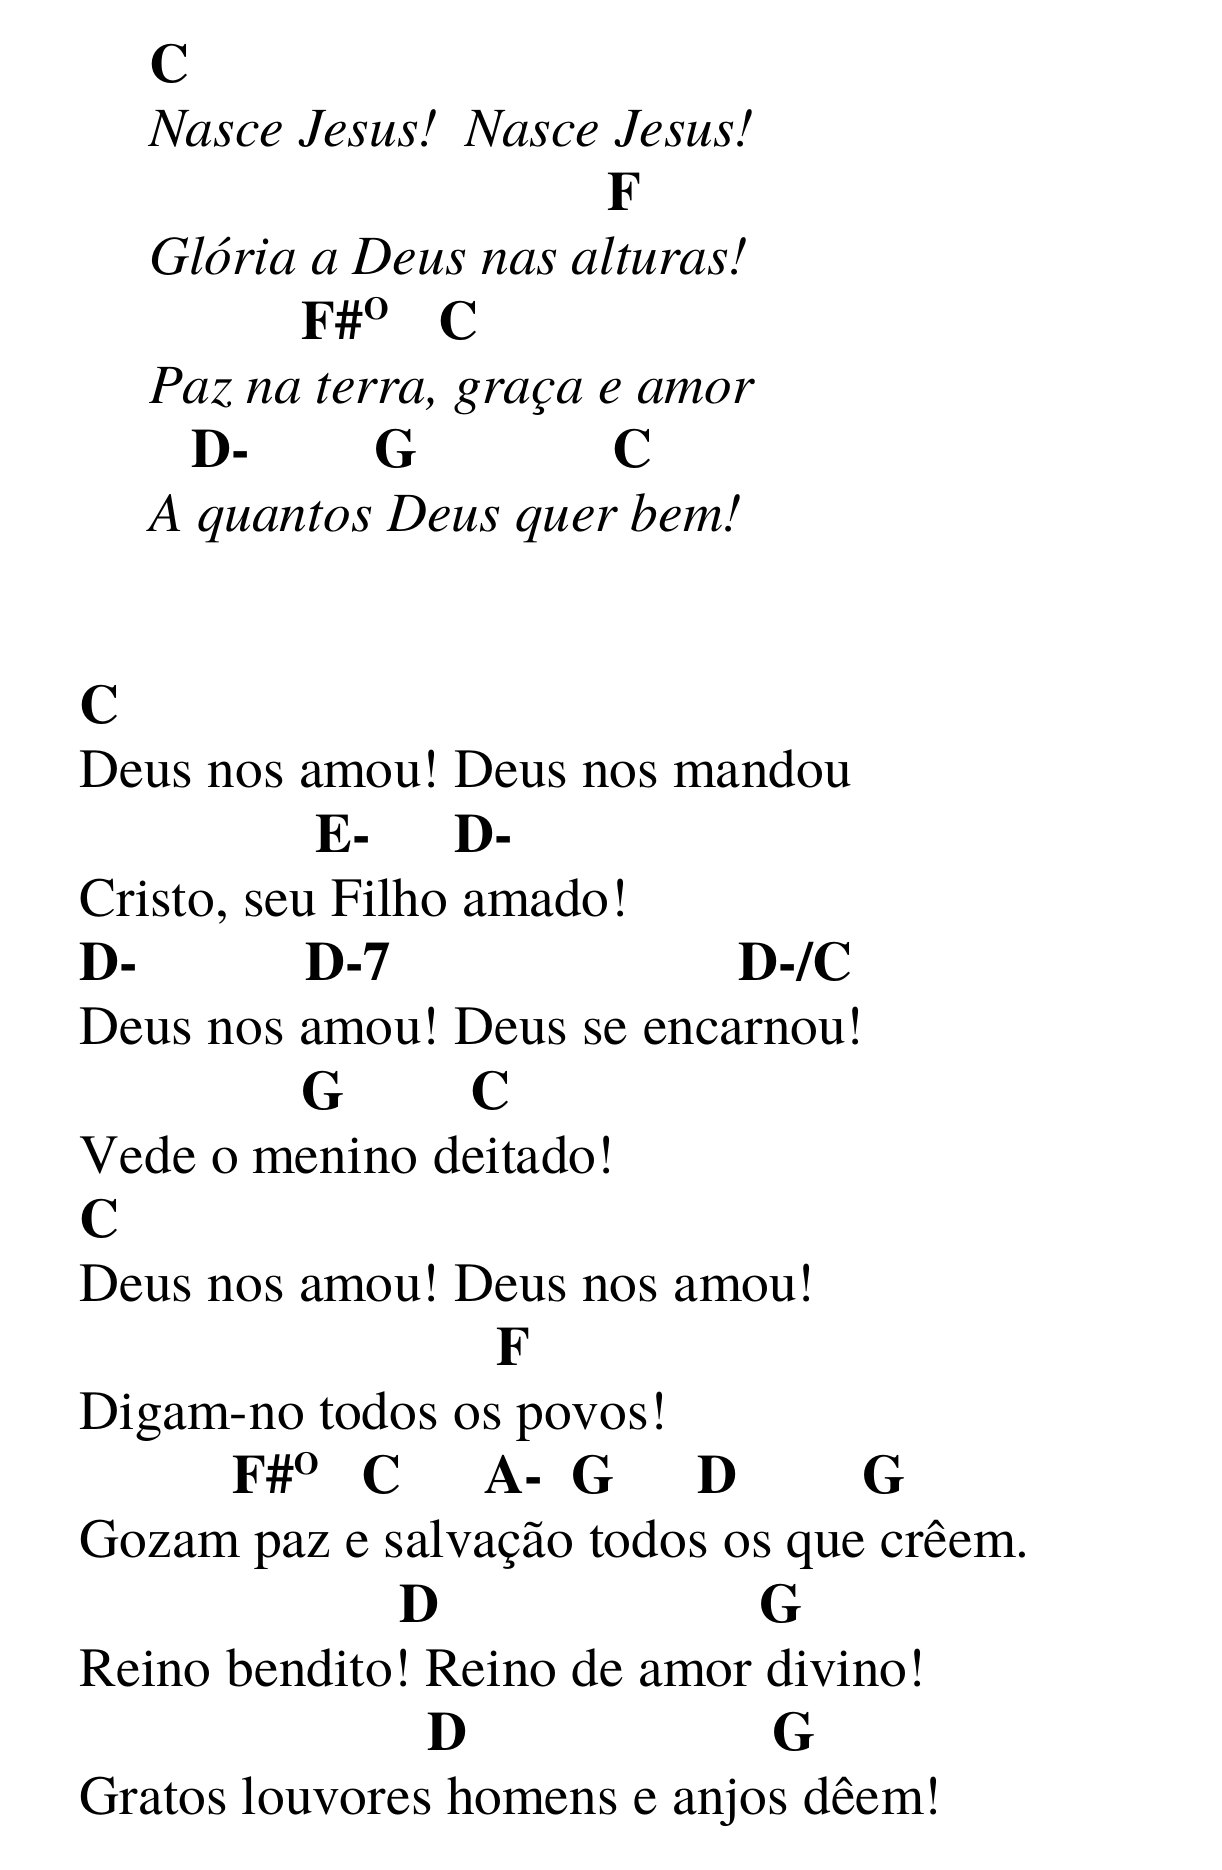 C
Nasce Jesus!  Nasce Jesus!
F
Glória a Deus nas alturas!
F#º C
Paz na terra, graça e amor
D- G C
A quantos Deus quer bem!
C
Deus nos amou! Deus nos mandou
E- D-
Cristo, seu Filho amado!
D- D-7 D-/C
Deus nos amou! Deus se encarnou!
G C
Vede o menino deitado!
C
Deus nos amou! Deus nos amou!
F
Digam-no todos os povos!
F#º C A- G D G
Gozam paz e salvação todos os que crêem.
D G
Reino bendito! Reino de amor divino!
D G
Gratos louvores homens e anjos dêem!